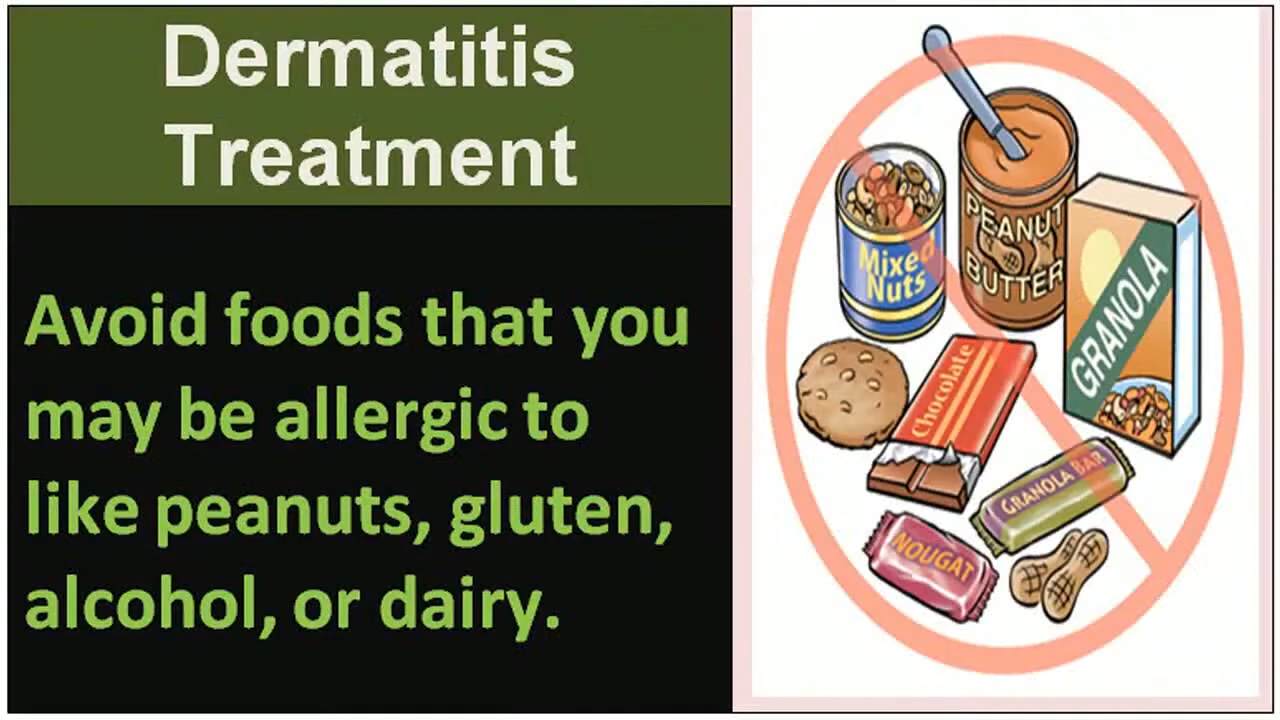 Dermatitis
Treatment
Avoid foods that you
may be allergic to
like peanuts, gluten,
alcohol, or dairy.
Mixed
Nuts
PEANUT
BUTTER
GRANOLA
Chocolate
GRANOLA BAR
NOUGAT